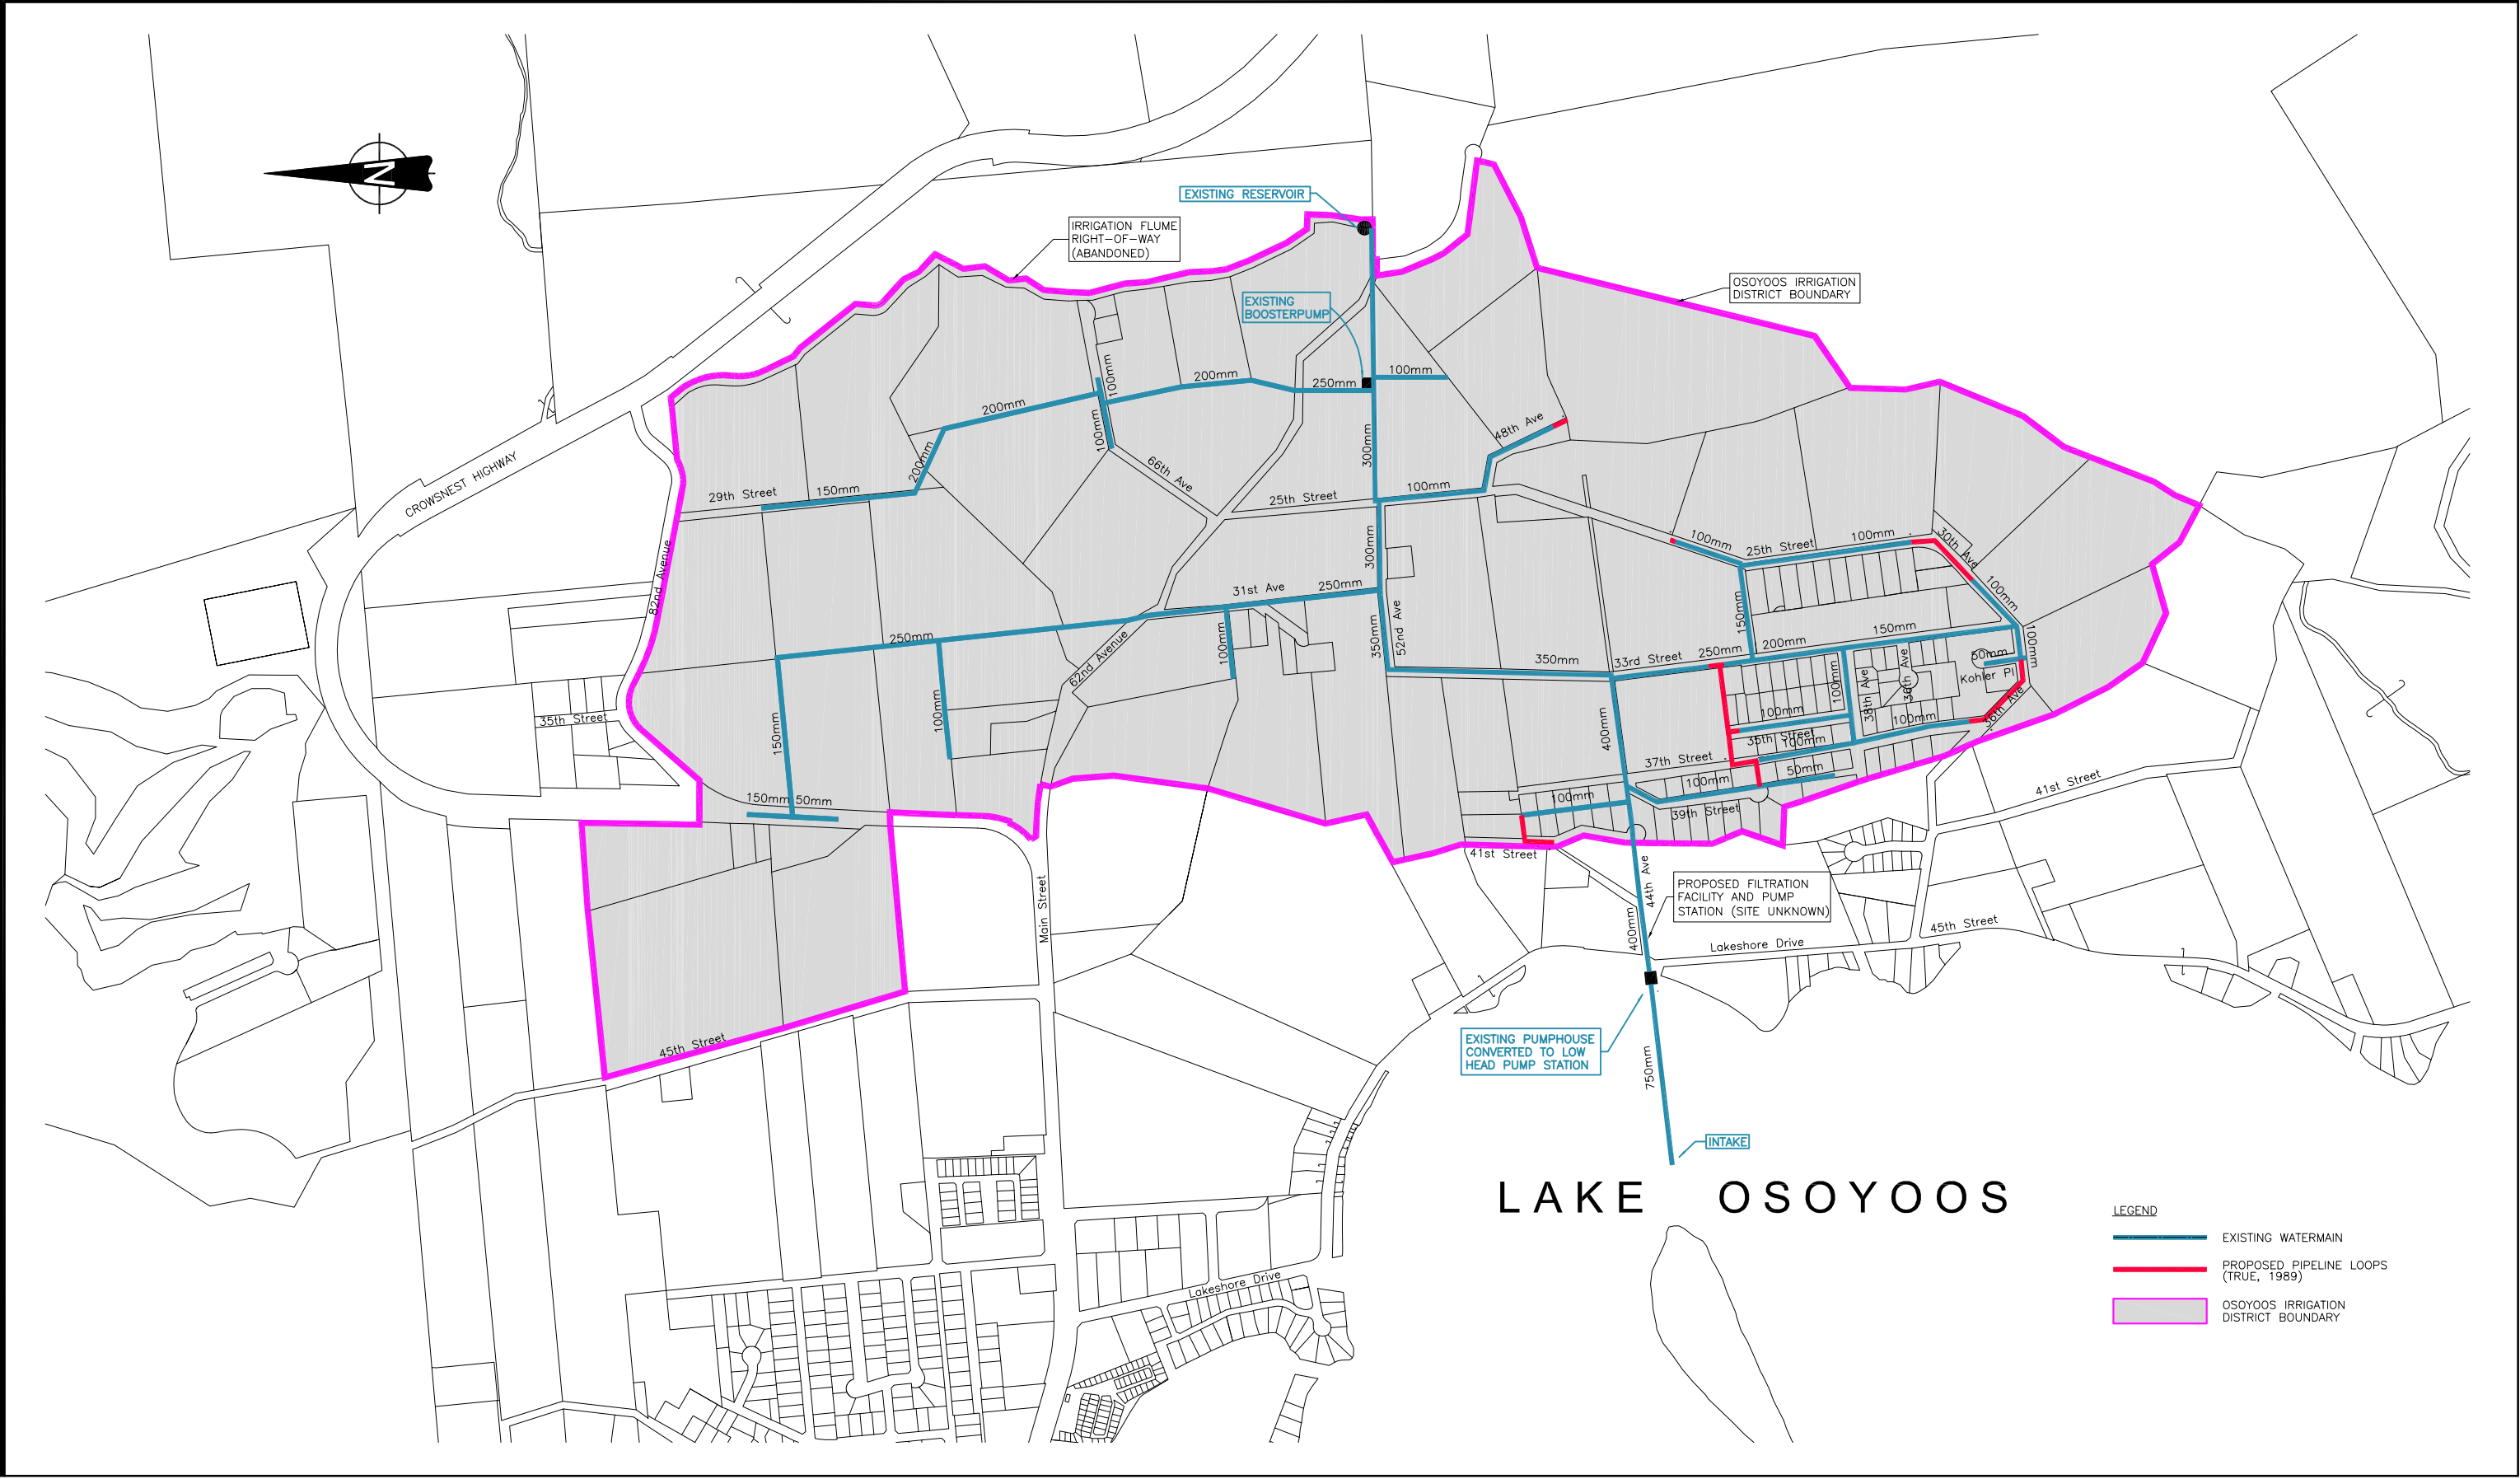 N
EXISTING RESERVOIR
IRRIGATION FLUME
RIGHT-OF-WAY
(ABANDONED)
OSOYOOS IRRIGATION
DISTRICT BOUNDARY
EXISTING
BOOSTERPUMP
100mm
200mm
250mm
100mm
200mm
100mm
48th Ave
300mm
CROWSNEST HIGHWAY
200mm
66th Ave
29th Street
150mm
25th Street
100mm
82nd Avenue
300mm
100mm
25th Street
100mm
30th Ave
100mm
31st Ave
250mm
150mm
52nd Ave
350mm
250mm
62nd Avenue
100mm
350mm
33rd Street
250mm
200mm
150mm
100mm
50mm
Kohler Pl
36th Ave
38th Ave
100mm
36th Ave
100mm
100mm
35th Street
100mm
35th Street
150mm
100mm
400mm
37th Street
100mm
50mm
150mm
50mm
100mm
39th Street
41st Street
41st Street
44th Ave
PROPOSED FILTRATION
FACILITY AND PUMP
STATION (SITE UNKNOWN)
Main Street
400mm
Lakeshore Drive
45th Street
45th Street
EXISTING PUMPHOUSE
CONVERTED TO LOW
HEAD PUMP STATION
750mm
INTAKE
LAKE OSOYOOS
Lakeshore Drive
LEGEND
EXISTING WATERMAIN
PROPOSED PIPELINE LOOPS
(TRUE, 1989)
OSOYOOS IRRIGATION
DISTRICT BOUNDARY